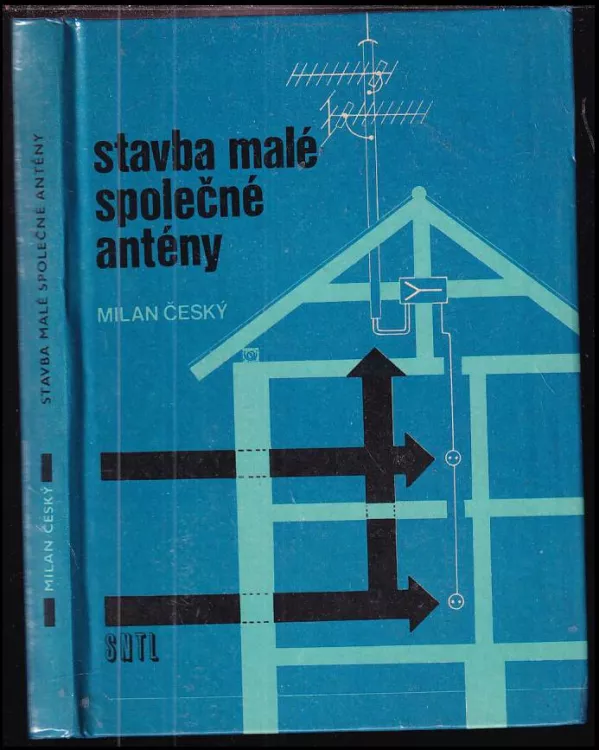 stavba malé
společné
antény
MILAN ČESKÝ
SNTL
MILAN ČESKÝ
STAVBA MALÉ SPOLEČNÉ ANTÉNY